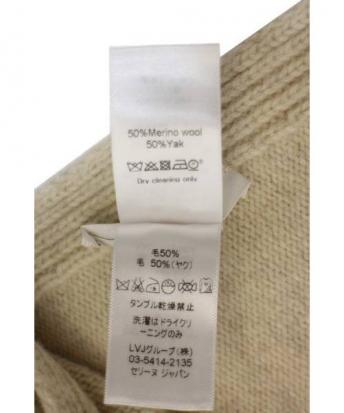 50%Merino wool
50%Yak
Dry cleaning only
毛50%
毛 50%(ヤク)
タンブル乾燥禁止
洗濯はドライクリ
ーニングのみ
LVJグループ(株)
03-5414-2135
セリーヌ ジャパン